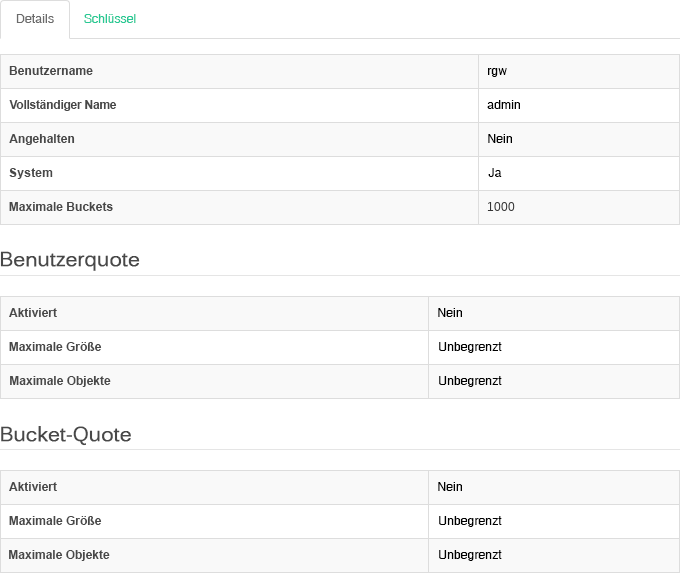 Details Schlüssel
Benutzername rgw
Vollständiger Name admin
Angehalten Nein
System Ja
Maximale Buckets 1000
Benutzerquote
Aktiviert Nein
Maximale Größe Unbegrenzt
Maximale Objekte Unbegrenzt
Bucket-Quote
Aktiviert Nein
Maximale Größe Unbegrenzt
Maximale Objekte Unbegrenzt